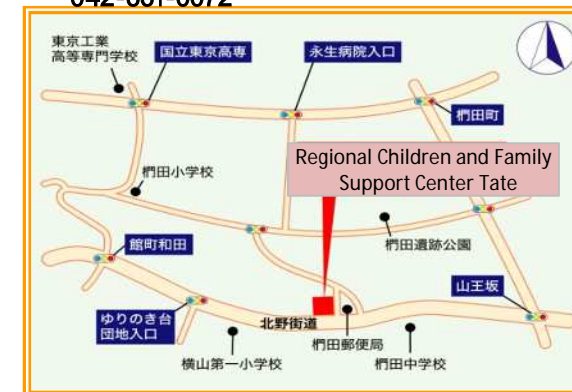 042-661-0072
東京工業
高等専門学校
国立東京高専
永生病院入口
椚田町
Regional Children and Family
Support Center Tate
椚田小学校
椚田遺跡公園
館町和田
山王坂
ゆりのき台
団地入口
北野街道
椚田郵便局
横山第一小学校
椚田中学校